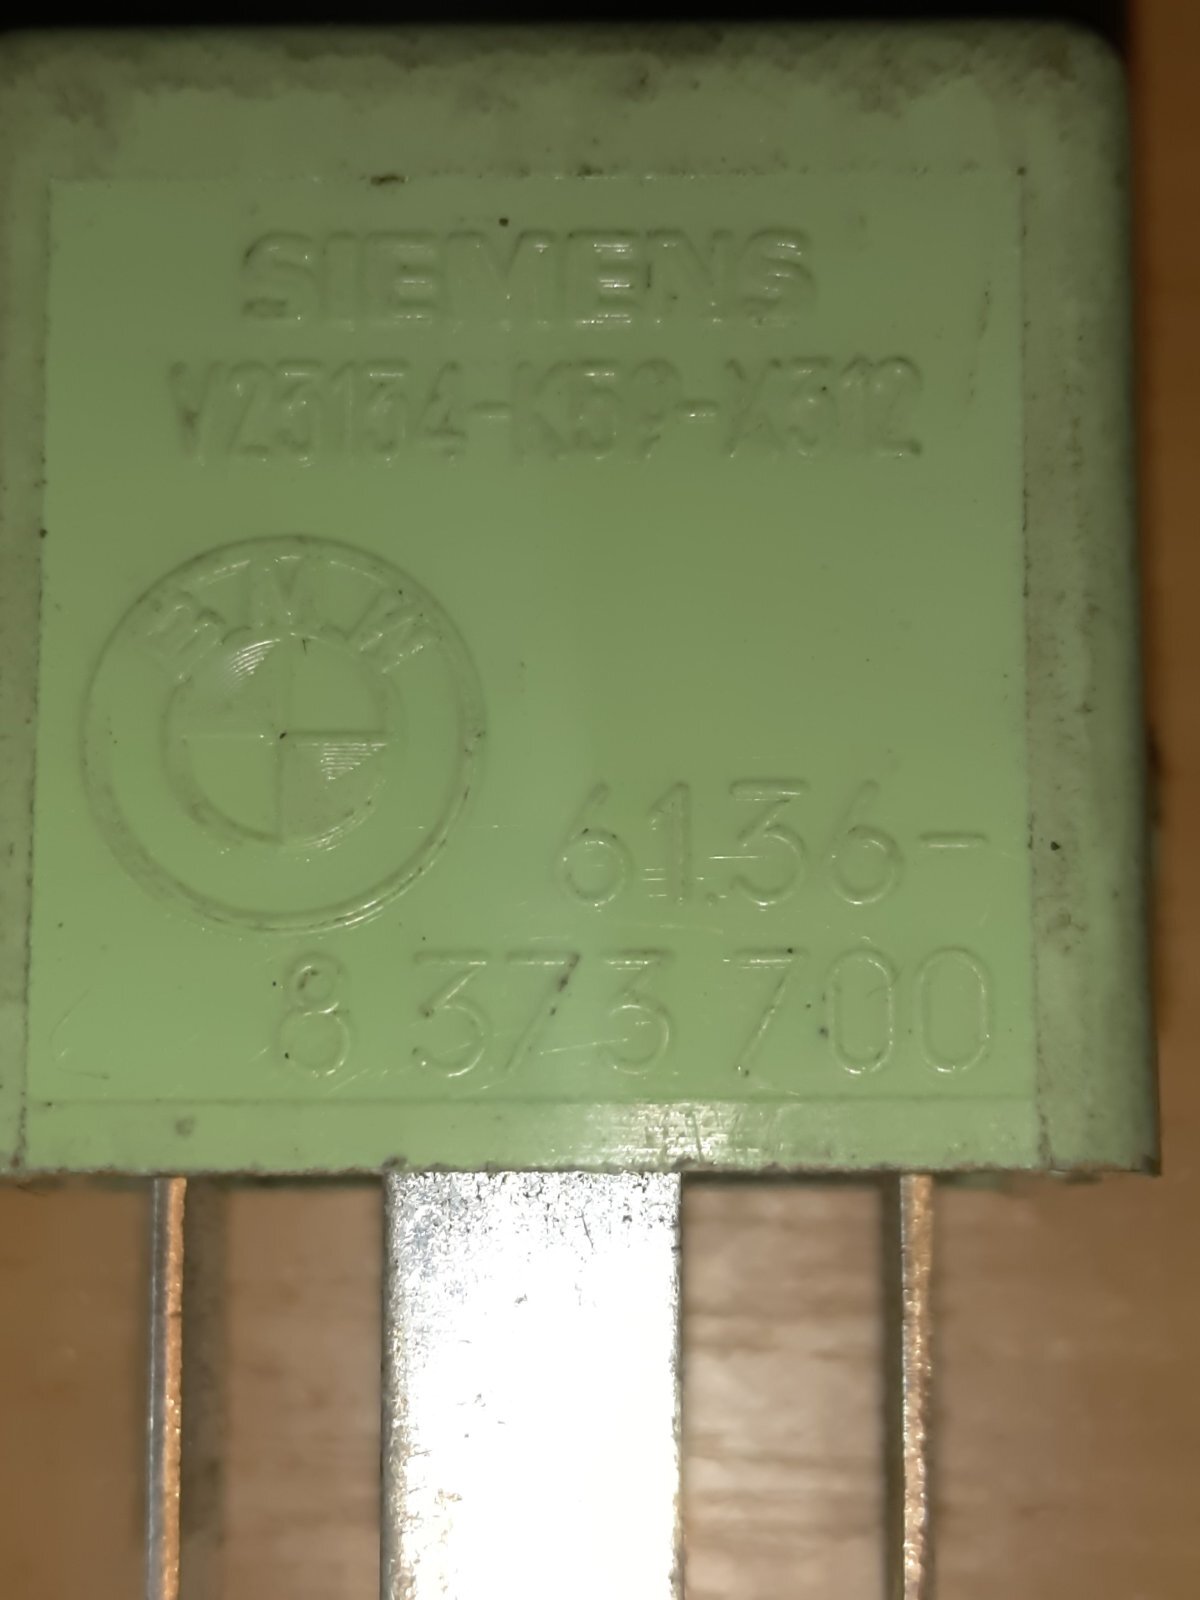 SIEMENS
V23134-K59-X312
BMW
61.36-
8 373 700